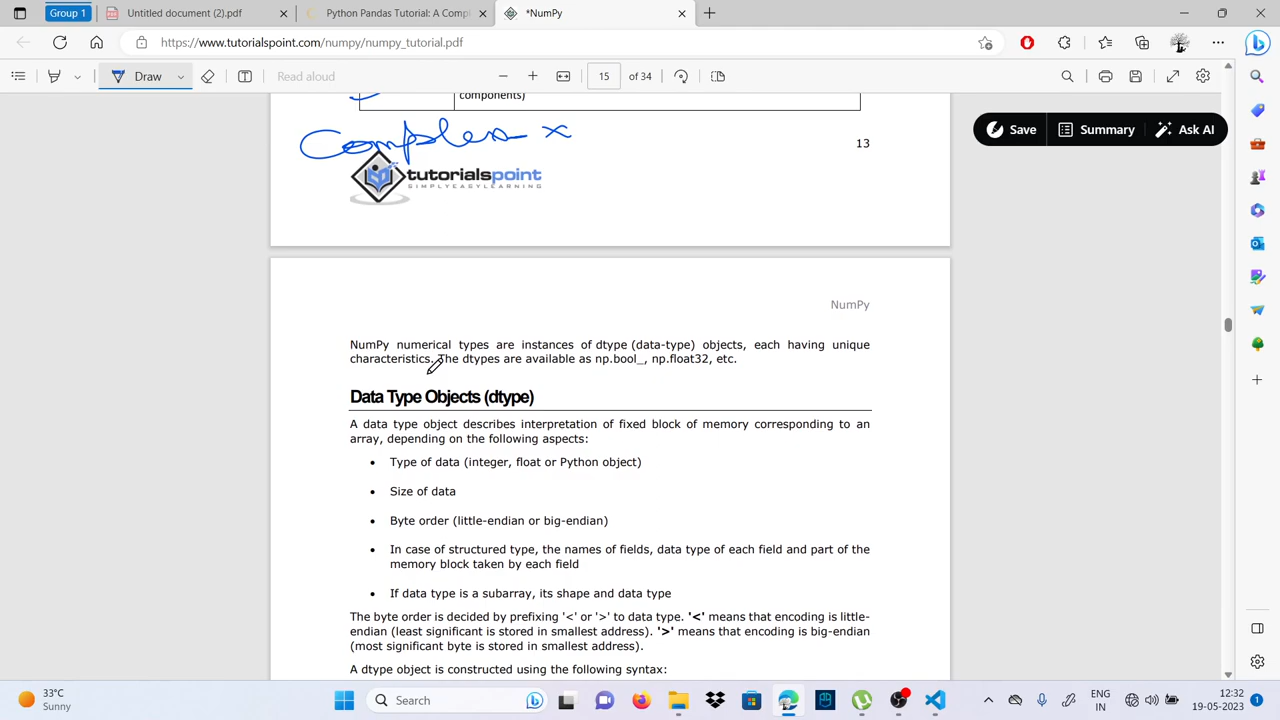 Group 1
Untitled document (2).pdf
Python Pandas Tutorial: A Compl
*NumPy
https://www.tutorialspoint.com/numpy/numpy_tutorial.pdf
Draw
Read aloud
15 of 34
components)
Complex x
13
tutorialspoint
SIMPLYEASYLEARNING
Save
Summary
Ask AI
NumPy
NumPy numerical types are instances of dtype (data-type) objects, each having unique
characteristics. The dtypes are available as np.bool_, np.float32, etc.
Data Type Objects (dtype)
A data type object describes interpretation of fixed block of memory corresponding to an
array, depending on the following aspects:
• Type of data (integer, float or Python object)
• Size of data
• Byte order (little-endian or big-endian)
• In case of structured type, the names of fields, data type of each field and part of the
memory block taken by each field
• If data type is a subarray, its shape and data type
The byte order is decided by prefixing '<' or '>' to data type. '<' means that encoding is little-
endian (least significant is stored in smallest address). '>' means that encoding is big-endian
(most significant byte is stored in smallest address).
A dtype object is constructed using the following syntax:
33°C
Sunny
Search
ENG
IN
12:32
19-05-2023
1